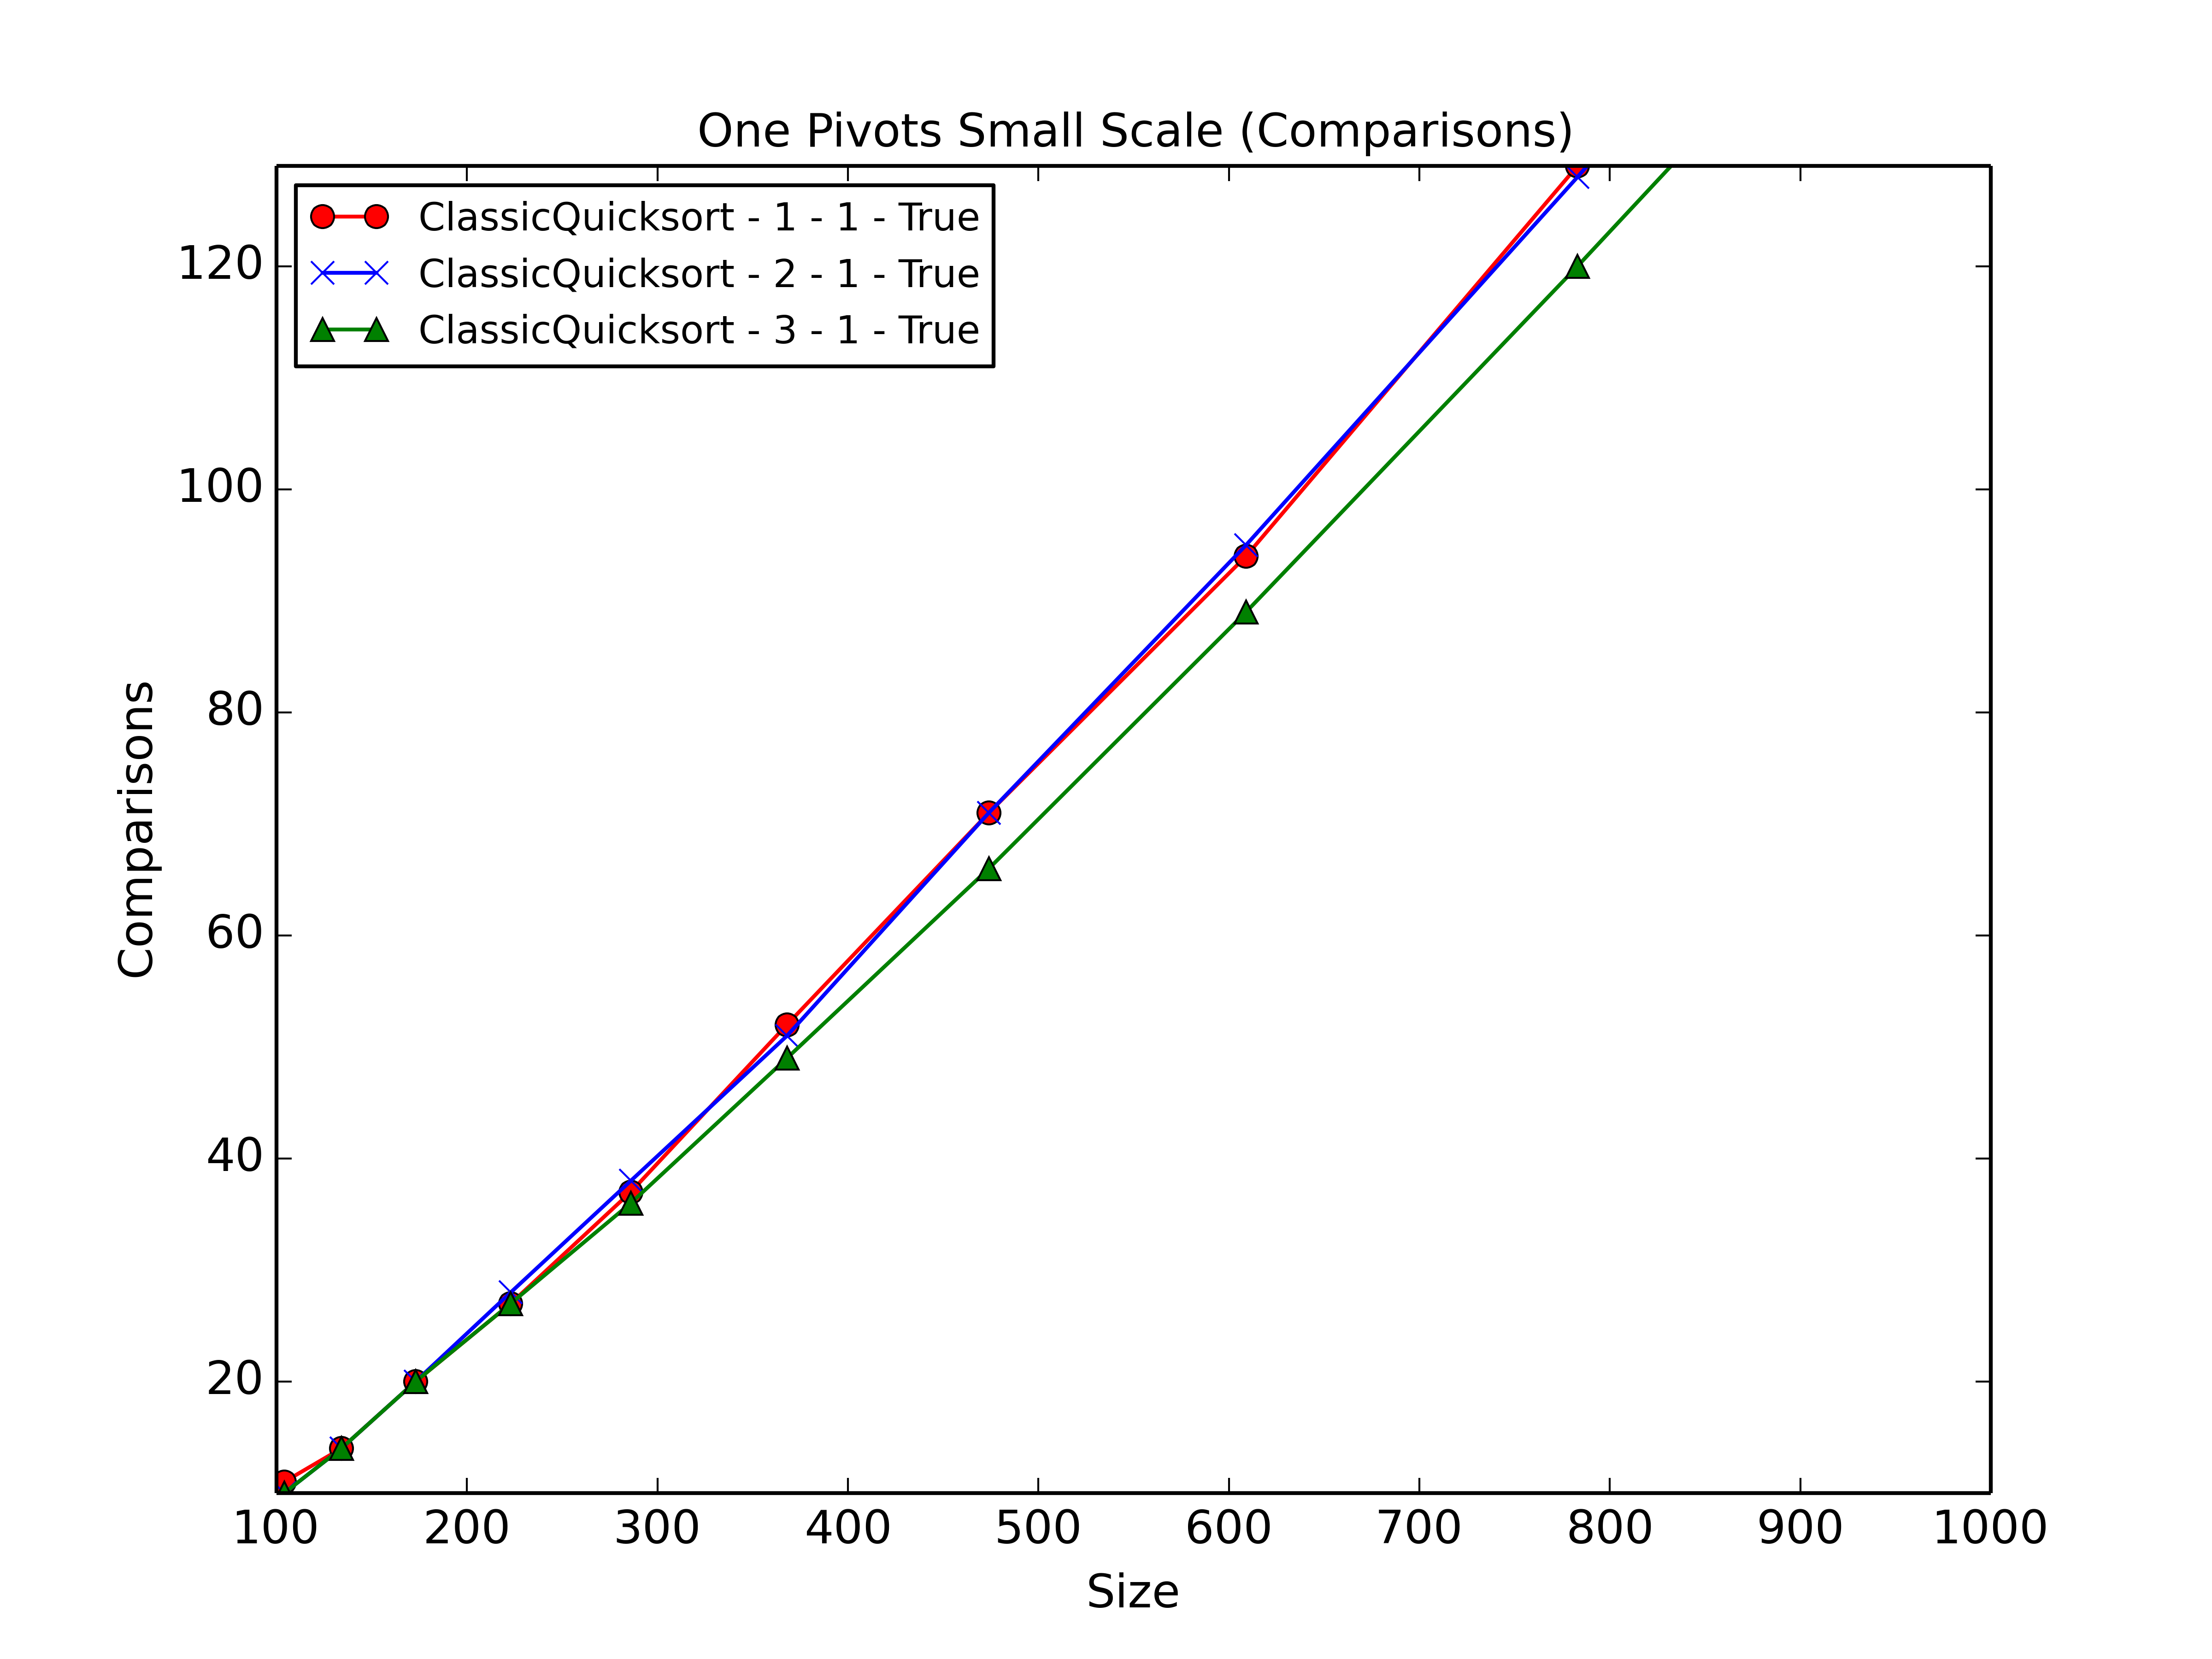 One Pivots Small Scale (Comparisons)
ClassicQuicksort - 1 - 1 - True
ClassicQuicksort - 2 - 1 - True
ClassicQuicksort - 3 - 1 - True
120
100
80
60
40
20
Comparisons
100 200 300 400 500 600 700 800 900 1000
Size